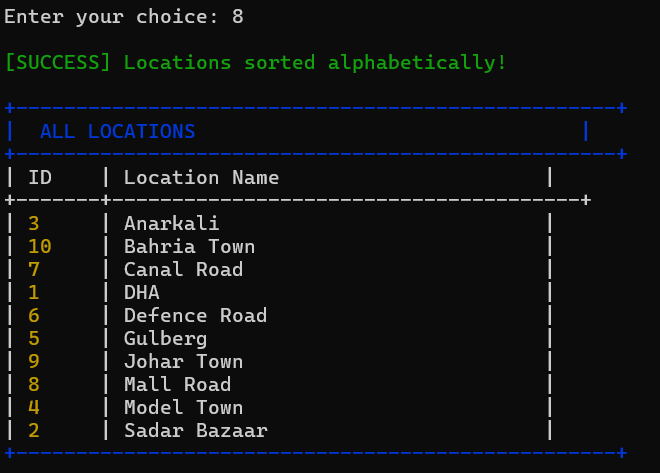 Enter your choice: 8
[SUCCESS] Locations sorted alphabetically!
+--------------------------------------------------+
|  ALL LOCATIONS                                |
+--------------------------------------------------+
| ID    | Location Name                      |
+-------+---------------------------------------+
| 3     | Anarkali                           |
| 10    | Bahria Town                        |
| 7     | Canal Road                         |
| 1     | DHA                                |
| 6     | Defence Road                       |
| 5     | Gulberg                            |
| 9     | Johar Town                         |
| 8     | Mall Road                          |
| 4     | Model Town                         |
| 2     | Sadar Bazaar                       |
+--------------------------------------------------+